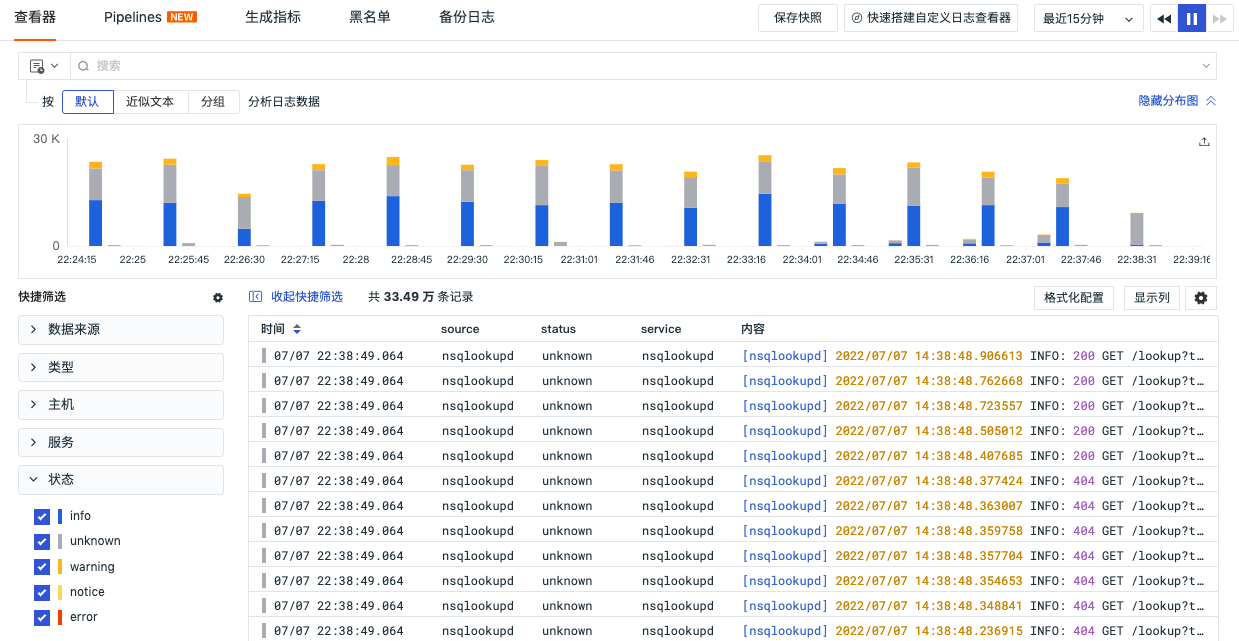 查看器 Pipelines NEW 生成指标 黑名单 备份日志 保存快照 快速搭建自定义日志查看器 最近15分钟
搜索
按 默认 近似文本 分组 分析日志数据 隐藏分布图
30 K
0
22:24:15 22:25 22:25:45 22:26:30 22:27:15 22:28 22:28:45 22:29:30 22:30:15 22:31:01 22:31:46 22:32:31 22:33:16 22:34:01 22:34:46 22:35:31 22:36:16 22:37:01 22:37:46 22:38:31 22:39:16
快捷筛选 收起快捷筛选 共 33.49 万 条记录 格式化配置 显示列
数据来源
类型
主机
服务
状态
info
unknown
warning
notice
error
时间 source status service 内容
07/07 22:38:49.064 nsqlookupd unknown nsqlookupd [nsqlookupd] 2022/07/07 14:38:48.906613 INFO: 200 GET /lookup?t…
07/07 22:38:49.064 nsqlookupd unknown nsqlookupd [nsqlookupd] 2022/07/07 14:38:48.762668 INFO: 200 GET /lookup?t…
07/07 22:38:49.064 nsqlookupd unknown nsqlookupd [nsqlookupd] 2022/07/07 14:38:48.723557 INFO: 200 GET /lookup?t…
07/07 22:38:49.064 nsqlookupd unknown nsqlookupd [nsqlookupd] 2022/07/07 14:38:48.505012 INFO: 200 GET /lookup?t…
07/07 22:38:49.064 nsqlookupd unknown nsqlookupd [nsqlookupd] 2022/07/07 14:38:48.407685 INFO: 200 GET /lookup?t…
07/07 22:38:49.064 nsqlookupd unknown nsqlookupd [nsqlookupd] 2022/07/07 14:38:48.377424 INFO: 404 GET /lookup?t…
07/07 22:38:49.064 nsqlookupd unknown nsqlookupd [nsqlookupd] 2022/07/07 14:38:48.363007 INFO: 404 GET /lookup?t…
07/07 22:38:49.064 nsqlookupd unknown nsqlookupd [nsqlookupd] 2022/07/07 14:38:48.359758 INFO: 404 GET /lookup?t…
07/07 22:38:49.064 nsqlookupd unknown nsqlookupd [nsqlookupd] 2022/07/07 14:38:48.357704 INFO: 404 GET /lookup?t…
07/07 22:38:49.064 nsqlookupd unknown nsqlookupd [nsqlookupd] 2022/07/07 14:38:48.354653 INFO: 404 GET /lookup?t…
07/07 22:38:49.064 nsqlookupd unknown nsqlookupd [nsqlookupd] 2022/07/07 14:38:48.348841 INFO: 404 GET /lookup?t…
07/07 22:38:49.064 nsqlookupd unknown nsqlookupd [nsqlookupd] 2022/07/07 14:38:48.236915 INFO: 404 GET /lookup?t…